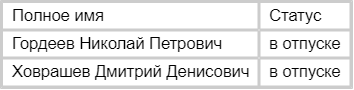 Полное имя Статус
Гордеев Николай Петрович в отпуске
Ховрашев Дмитрий Денисович в отпуске